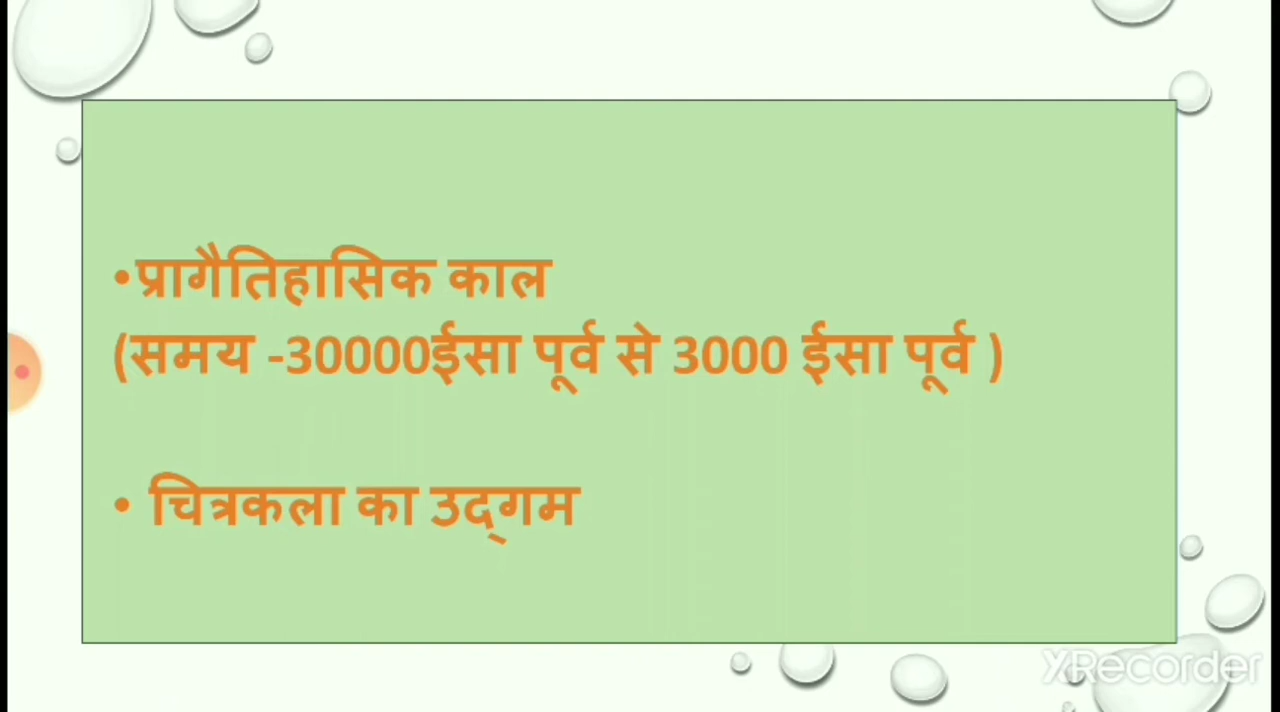 •प्रागैतिहासिक काल
(समय -30000ईसा पूर्व से 3000 ईसा पूर्व )
• चित्रकला का उद्‌गम
XRecorder